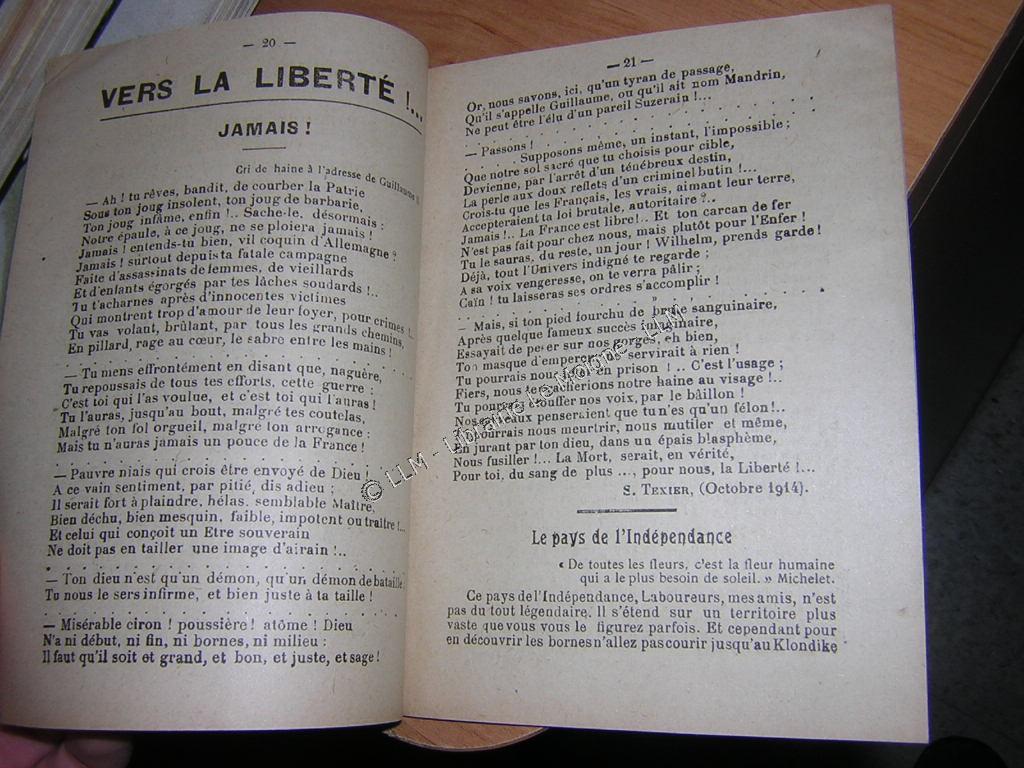 — 20 —
VERS LA LIBERTÉ !...
JAMAIS !
Cri de haine à l'adresse de Guillaume II
— Ah ! tu rêves, bandit, de courber la Patrie
Sous ton joug insolent, ton joug de barbarie,
Ton joug infâme, enfin !.. Sache-le, désormais :
Notre épaule, à ce joug, ne se ploiera jamais !
Jamais ! entends-tu bien, vil coquin d'Allemagne ?
Jamais ! surtout depuis ta fatale campagne
Faite d'assassinats de femmes, de vieillards
Et d'enfants égorgés par tes lâches soudards !..
Tu t'acharnes après d'innocentes victimes
Qui montrent trop d'amour de leur foyer, pour crimes !..
Tu vas volant, brûlant, par tous les grands chemins,
En pillard, rage au cœur, le sabre entre les mains !
— Tu mens effrontément en disant que, naguère,
Tu repoussais de tous tes efforts, cette guerre :
C'est toi qui l'as voulue, et c'est toi qui l'auras !
Tu l'auras, jusqu'au bout, malgré tes coutelas,
Malgré ton fol orgueil, malgré ton arrogance :
Mais tu n'auras jamais un pouce de la France !
— Pauvre niais qui crois être envoyé de Dieu !
A ce vain sentiment, par pitié, dis adieu ;
Il serait fort à plaindre, hélas, semblable Maître,
Bien déchu, bien mesquin, faible, impotent ou traître !...
Et celui qui conçoit un Etre souverain
Ne doit pas en tailler une image d'airain !..
— Ton dieu n'est qu'un démon, qu'un démon de bataille :
Tu nous le sers infirme, et bien juste à ta taille !
— Misérable ciron ! poussière ! atôme ! Dieu
N'a ni début, ni fin, ni bornes, ni milieu :
Il faut qu'il soit et grand, et bon, et juste, et sage !
— 21 —
Or, nous savons, ici, qu'un tyran de passage,
Qu'il s'appelle Guillaume, ou qu'il ait nom Mandrin,
Ne peut être l'élu d'un pareil Suzerain !...
— Passons !
Supposons même, un instant, l'impossible ;
Que notre sol sacré que tu choisis pour cible,
Devienne, par l'arrêt d'un ténébreux destin,
La perle aux doux reflets d'un criminel butin !...
Crois-tu que les Français, les vrais, aimant leur terre,
Accepteraient ta loi brutale, autoritaire ?..
Jamais !.. La France est libre!.. Et ton carcan de fer
N'est pas fait pour chez nous, mais plutôt pour l'Enfer !
Tu le sauras, du reste, un jour ! Wilhelm, prends garde !
Déjà, tout l'Univers indigné te regarde ;
A sa voix vengeresse, on te verra pâlir ;
Caïn ! tu laisseras ses ordres s'accomplir !
»
— Mais, si ton pied fourchu de brute sanguinaire,
Après quelque fameux succès imaginaire,
Essayait de peser sur nos gorges, eh bien,
Ton masque d'empereur ne servirait à rien !
Tu pourrais nous jeter en prison ! .. C'est l'usage ;
Fiers, nous te cracherions notre haine au visage !..
Tu pourrais étouffer nos voix, par le bâillon !
Nos cerveaux penseraient que tu n'es qu'un félon!..
Tu pourrais nous meurtrir, nous mutiler et même,
En jurant par ton dieu, dans un épais blasphème,
Nous fusiller !... La Mort, serait, en vérité,
Pour toi, du sang de plus ..., pour nous, la Liberté !...
S. TEXIER, (Octobre 1914).
Le pays de l'Indépendance
« De toutes les fleurs, c'est la fleur humaine
qui a le plus besoin de soleil. » Michelet.
Ce pays de l'Indépendance, Laboureurs, mes amis, n'est
pas du tout légendaire. Il s'étend sur un territoire plus
vaste que vous vous le figurez parfois. Et cependant pour
en découvrir les bornes n'allez pas courir jusqu'au Klondike
© LLM - Librairie Le Molonc - LLM